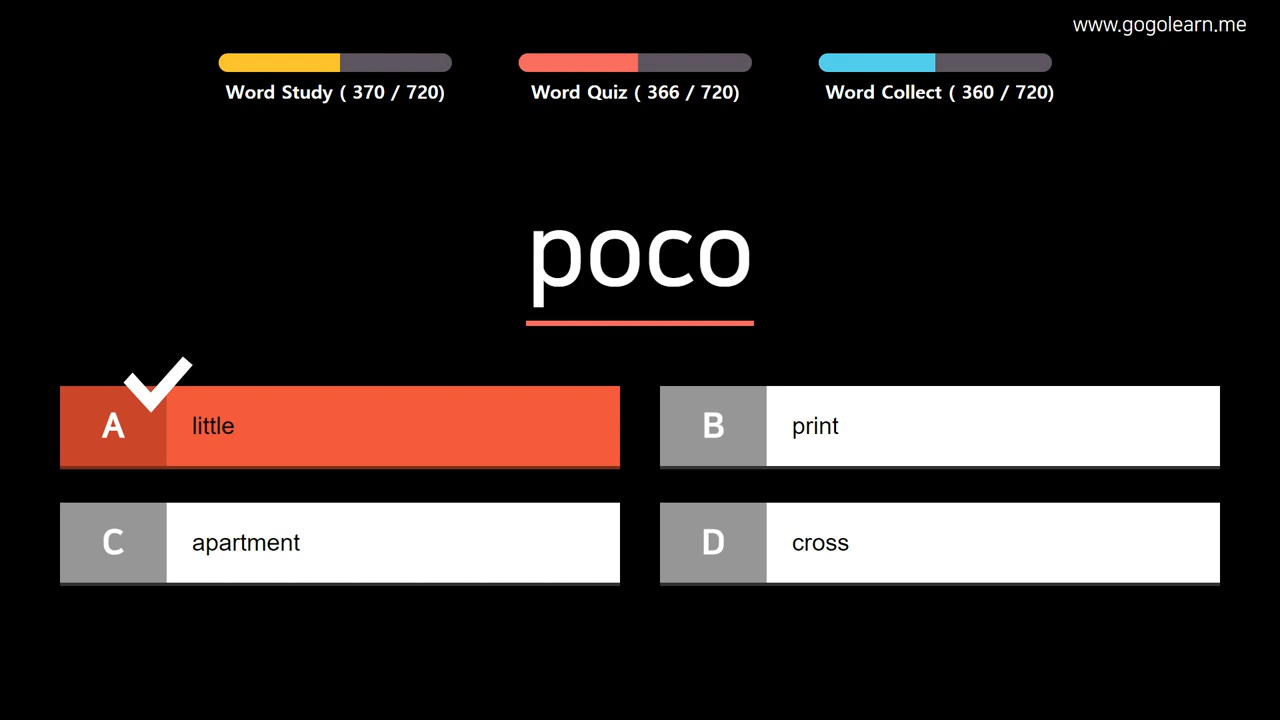 www.gogolearn.me
Word Study ( 370 / 720)
Word Quiz ( 366 / 720)
Word Collect ( 360 / 720)
poco
A little
B print
C apartment
D cross